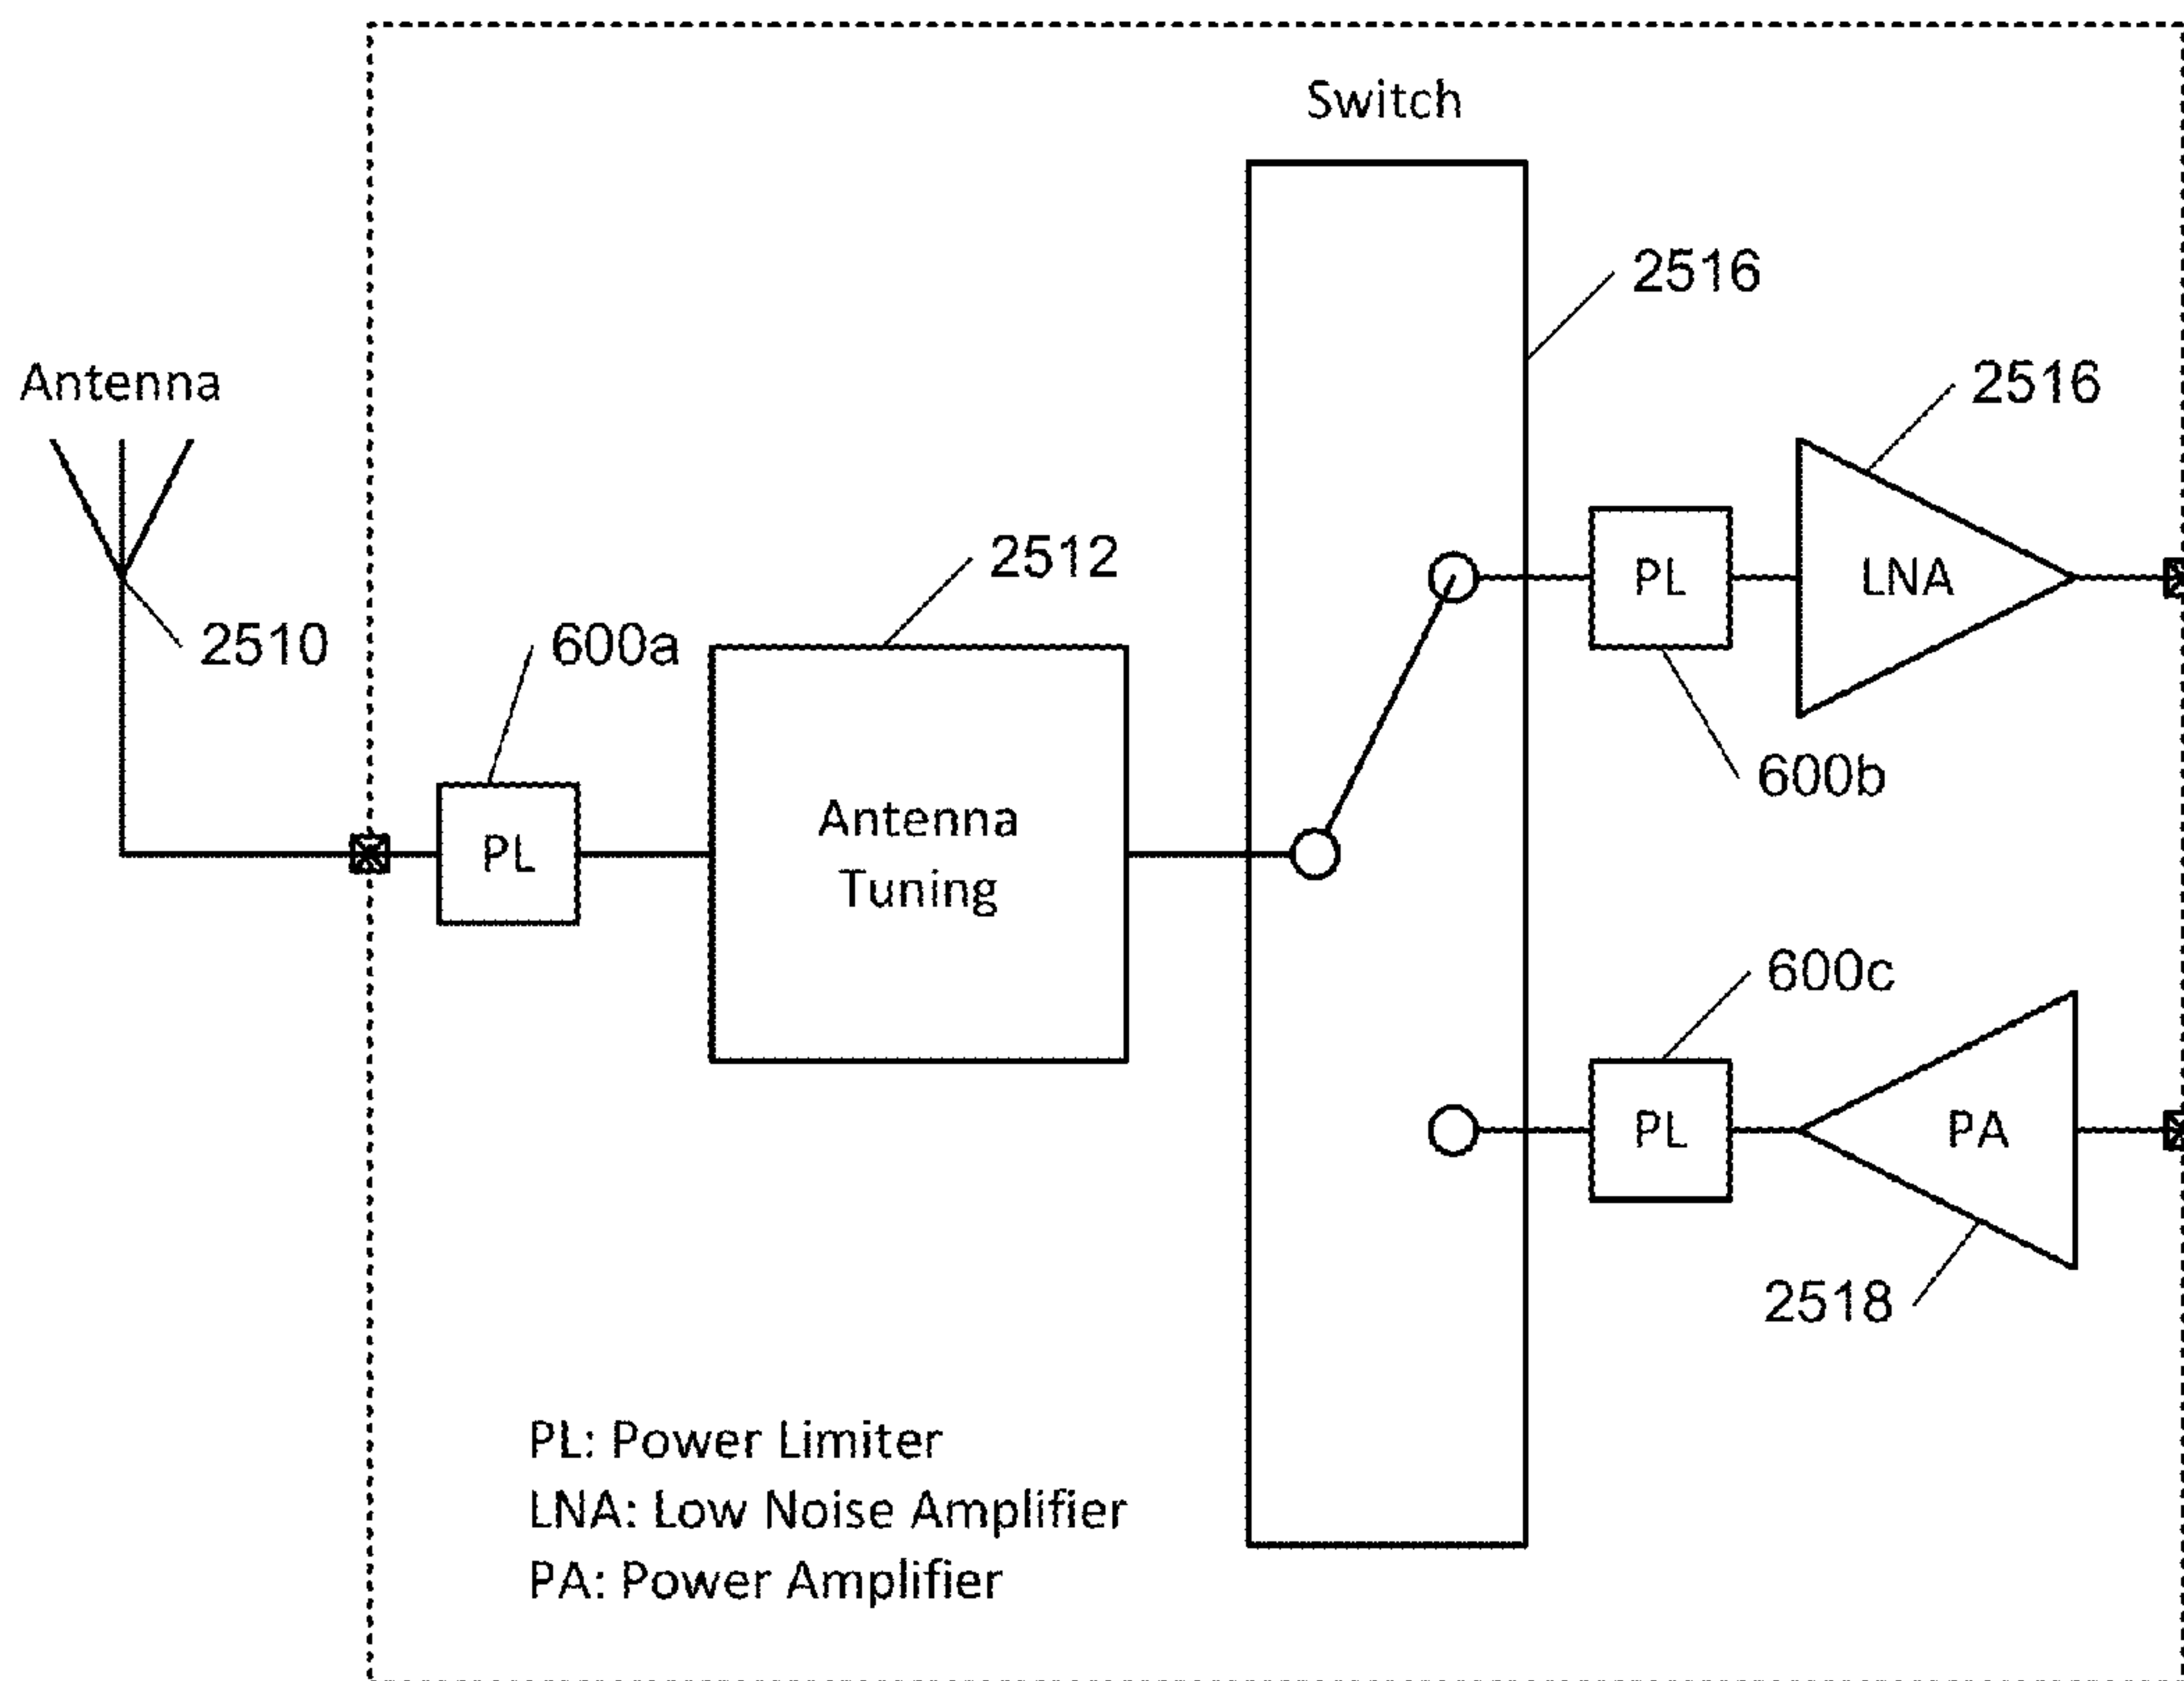 Switch
2516
2516
Antenna
2512
2510
600a
PL
LNA
600b
Antenna
Tuning
PL
600c
PL
PA
2518
PL: Power Limiter
LNA: Low Noise Amplifier
PA: Power Amplifier